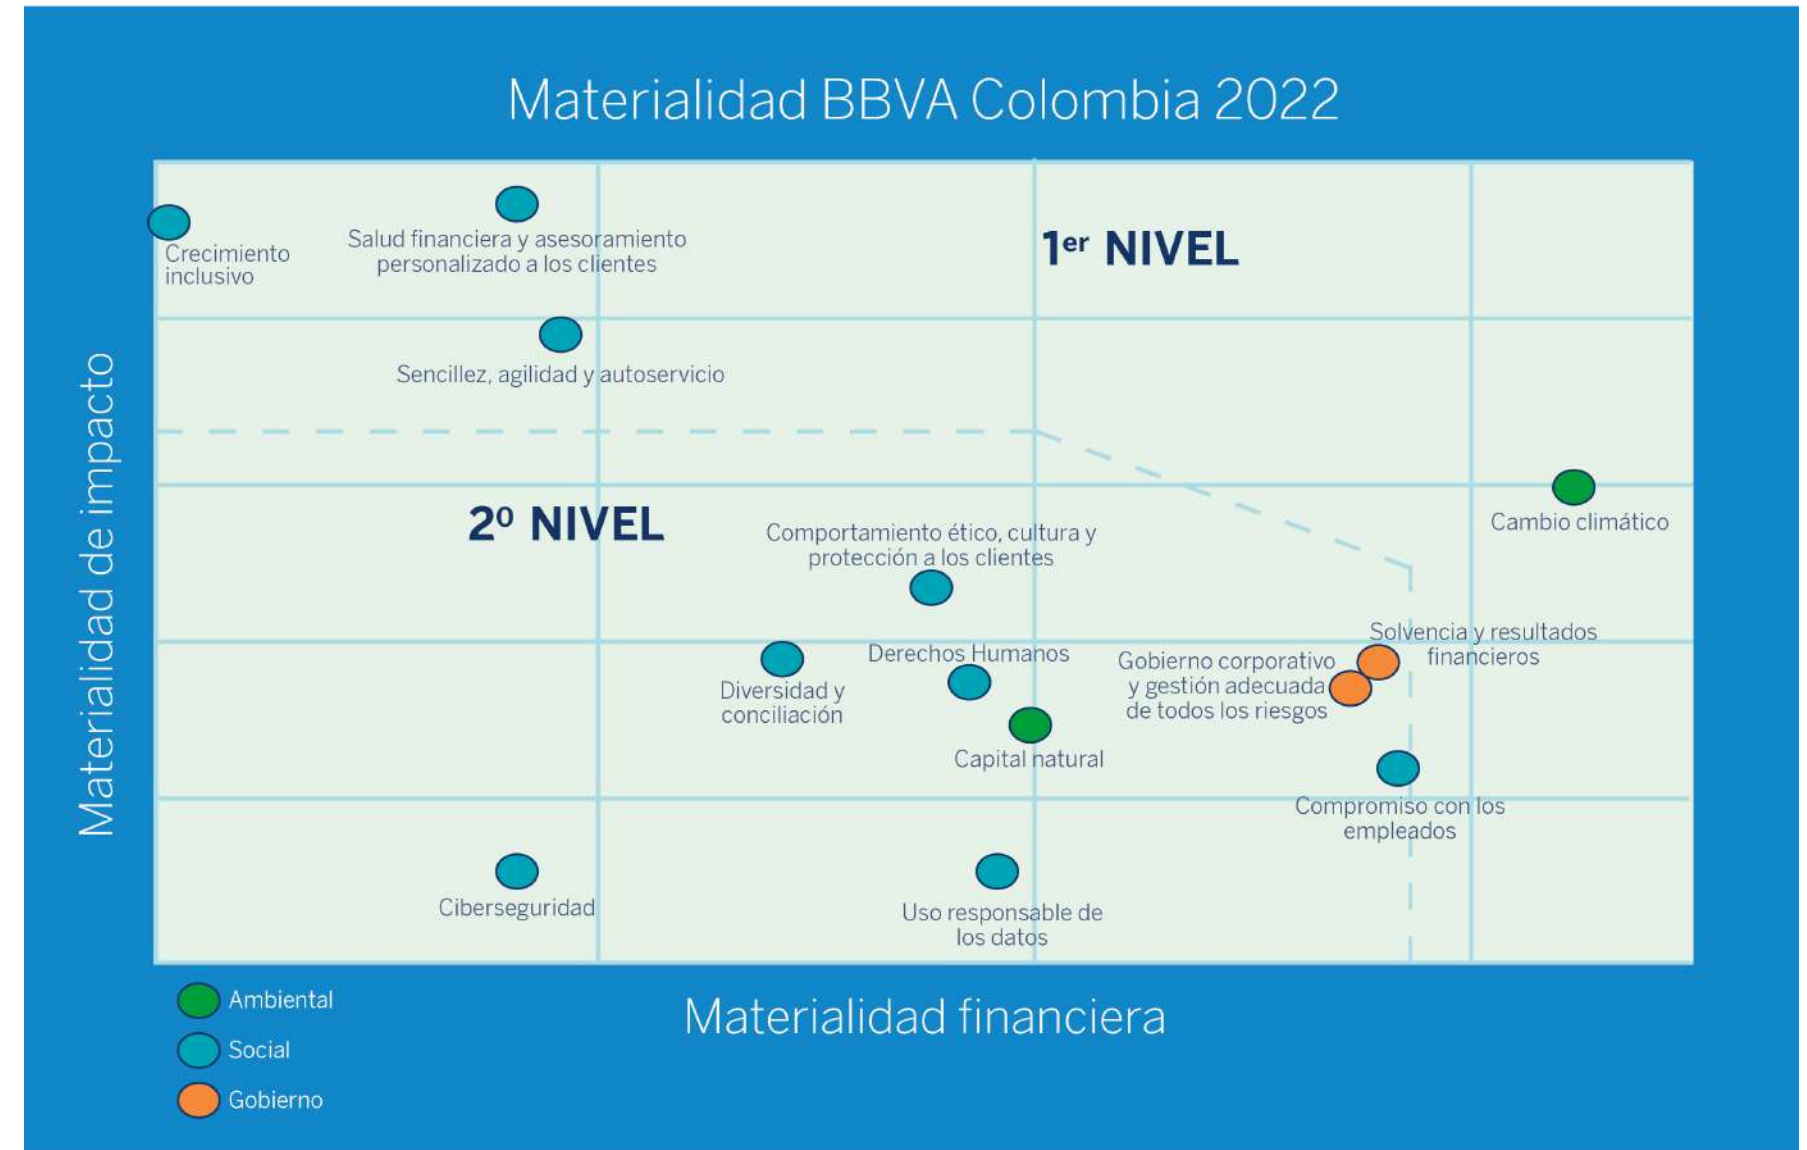 Materialidad BBVA Colombia 2022
Crecimiento
inclusivo
Salud financiera y asesoramiento
personalizado a los clientes
1er NIVEL
Sencillez, agilidad y autoservicio
Materialidad de impacto
2º NIVEL
Comportamiento ético, cultura y
protección a los clientes
Cambio climático
Derechos Humanos
Diversidad y
conciliación
Capital natural
Gobierno corporativo
y gestión adecuada
de todos los riesgos
Solvencia y resultados
financieros
Compromiso con los
empleados
Ciberseguridad
Uso responsable de
los datos
Materialidad financiera
Ambiental
Social
Gobierno